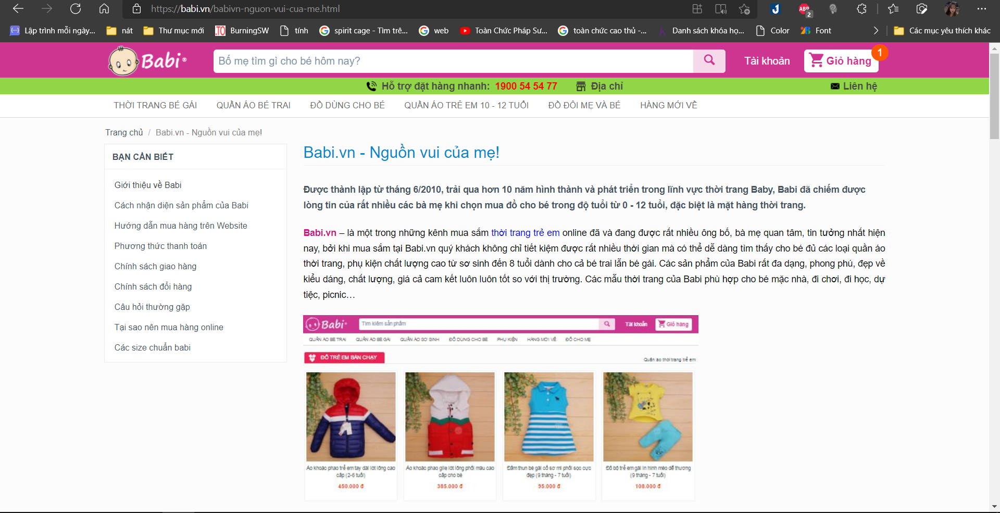 https://babi.vn/babivn-nguon-vui-cua-me.html
ABP
2
Lập trình mỗi ngày...
nát
Thư mục mới
BurningSW
tính
spirit cage - Tìm trê...
web
Toàn Chức Pháp Sư...
toàn chức cao thủ -...
Danh sách khóa họ...
Color
Font
Các mục yêu thích khác
Babi®
Bố mẹ tìm gì cho bé hôm nay?
Tài khoản
Giỏ hàng
1
Hỗ trợ đặt hàng nhanh: 1900 54 54 77
Địa chỉ
Liên hệ
THỜI TRANG BÉ GÁI
QUẦN ÁO BÉ TRAI
ĐỒ DÙNG CHO BÉ
QUẦN ÁO TRẺ EM 10 - 12 TUỔI
ĐỒ ĐÔI MẸ VÀ BÉ
HÀNG MỚI VỀ
Trang chủ / Babi.vn - Nguồn vui của mẹ!
BẠN CẦN BIẾT
Giới thiệu về Babi
Cách nhận diện sản phẩm của Babi
Hướng dẫn mua hàng trên Website
Phương thức thanh toán
Chính sách giao hàng
Chính sách đổi hàng
Câu hỏi thường gặp
Tại sao nên mua hàng online
Các size chuẩn babi
Babi.vn - Nguồn vui của mẹ!
Được thành lập từ tháng 6/2010, trải qua hơn 10 năm hình thành và phát triển trong lĩnh vực thời trang Baby, Babi đã chiếm được
lòng tin của rất nhiều các bà mẹ khi chọn mua đồ cho bé trong độ tuổi từ 0 - 12 tuổi, đặc biệt là mặt hàng thời trang.
Babi.vn – là một trong những kênh mua sắm thời trang trẻ em online đã và đang được rất nhiều ông bố, bà mẹ quan tâm, tin tưởng nhất hiện
nay, bởi khi mua sắm tại Babi.vn quý khách không chỉ tiết kiệm được rất nhiều thời gian mà có thể dễ dàng tìm thấy cho bé đủ các loại quần áo
thời trang, phụ kiện chất lượng cao từ sơ sinh đến 8 tuổi dành cho cả bé trai lẫn bé gái. Các sản phẩm của Babi rất đa dạng, phong phú, đẹp về
kiểu dáng, chất lượng, giá cả cam kết luôn luôn tốt so với thị trường. Các mẫu thời trang của Babi phù hợp cho bé mặc nhà, đi chơi, đi học, dự
tiệc, picnic…
Babi®
Tìm kiếm sản phẩm
Tài khoản
Giỏ hàng
QUẦN ÁO BÉ TRAI
QUẦN ÁO BÉ GÁI
QUẦN ÁO SƠ SINH
ĐỒ DÙNG CHO BÉ
PHỤ KIỆN
HÀNG MỚI VỀ
ĐỒ CHO MẸ
ĐỒ TRẺ EM BÁN CHẠY
Quần áo thời trang trẻ em
Áo khoác phao trẻ em tay dài lót lông cao
cấp (2-6 tuổi)
450.000 đ
Áo khoác phao gile lót lông phối màu cao
cấp cho bé
385.000 đ
Đầm thun bé gái cổ sơ mi phối sọc cực
đẹp (9 tháng - 7 tuổi)
95.000 đ
Đồ bộ trẻ em gái in hình mèo dễ thương
(9 tháng - 7 tuổi)
108.000 đ